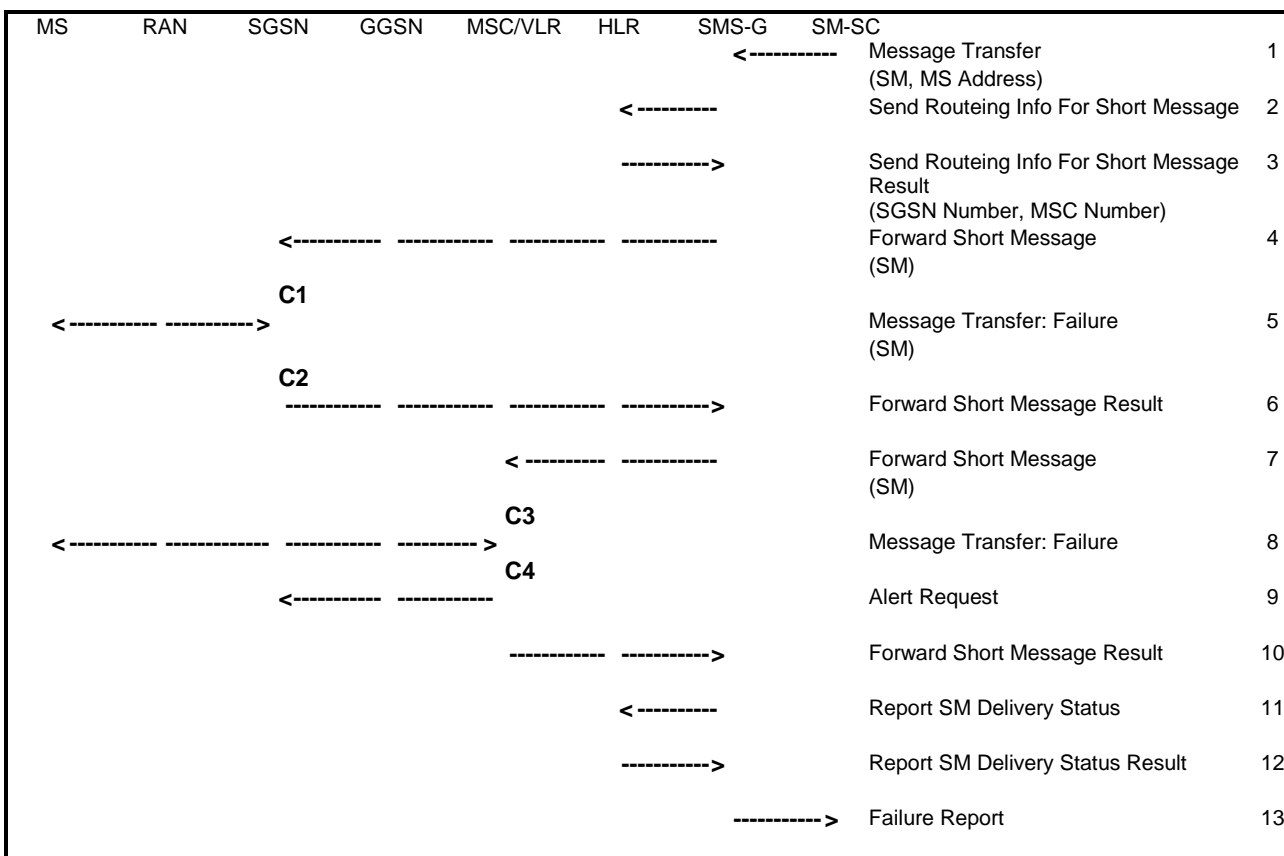 MS RAN SGSN GGSN MSC/VLR HLR SMS-G SM-SC
Message Transfer 1
(SM, MS Address)
Send Routeing Info For Short Message 2
Send Routeing Info For Short Message 3
Result
(SGSN Number, MSC Number)
Forward Short Message 4
(SM)
C1
Message Transfer: Failure 5
(SM)
C2
Forward Short Message Result 6
Forward Short Message 7
(SM)
C3
Message Transfer: Failure 8
C4
Alert Request 9
Forward Short Message Result 10
Report SM Delivery Status 11
Report SM Delivery Status Result 12
Failure Report 13